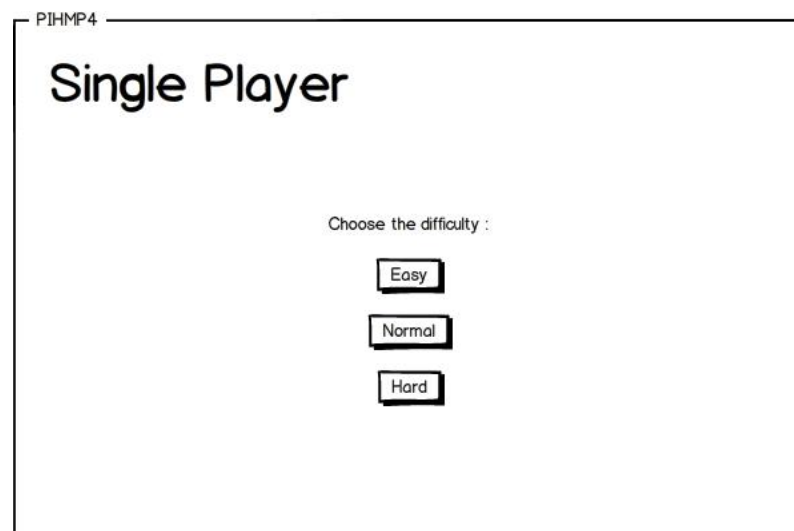 PIHMP4
Single Player
Choose the difficulty :
Easy
Normal
Hard